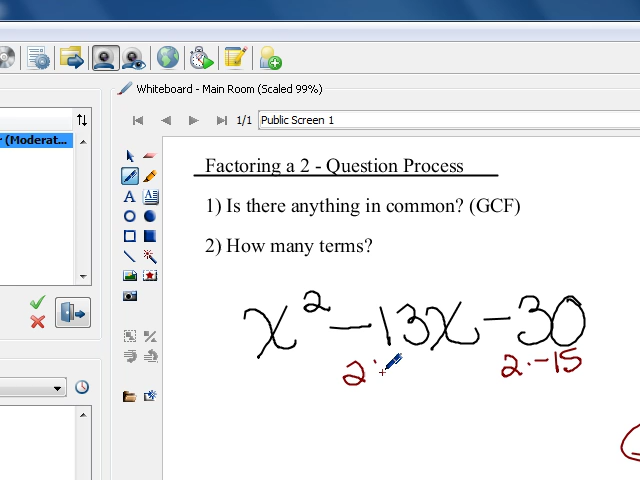 Whiteboard - Main Room (Scaled 99%)
(Moderat...
1/1 Public Screen 1
Factoring a 2 - Question Process
1) Is there anything in common? (GCF)
2) How many terms?
x² - 13x - 30
2 · 2 · -15